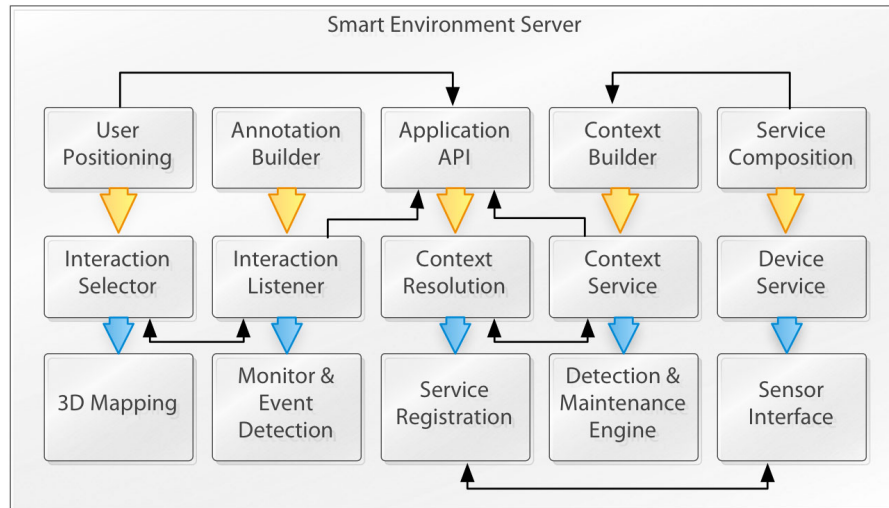 Smart Environment Server
User
Positioning
Annotation
Builder
Application
API
Context
Builder
Service
Composition
Interaction
Selector
Interaction
Listener
Context
Resolution
Context
Service
Device
Service
3D Mapping
Monitor &
Event
Detection
Service
Registration
Detection &
Maintenance
Engine
Sensor
Interface